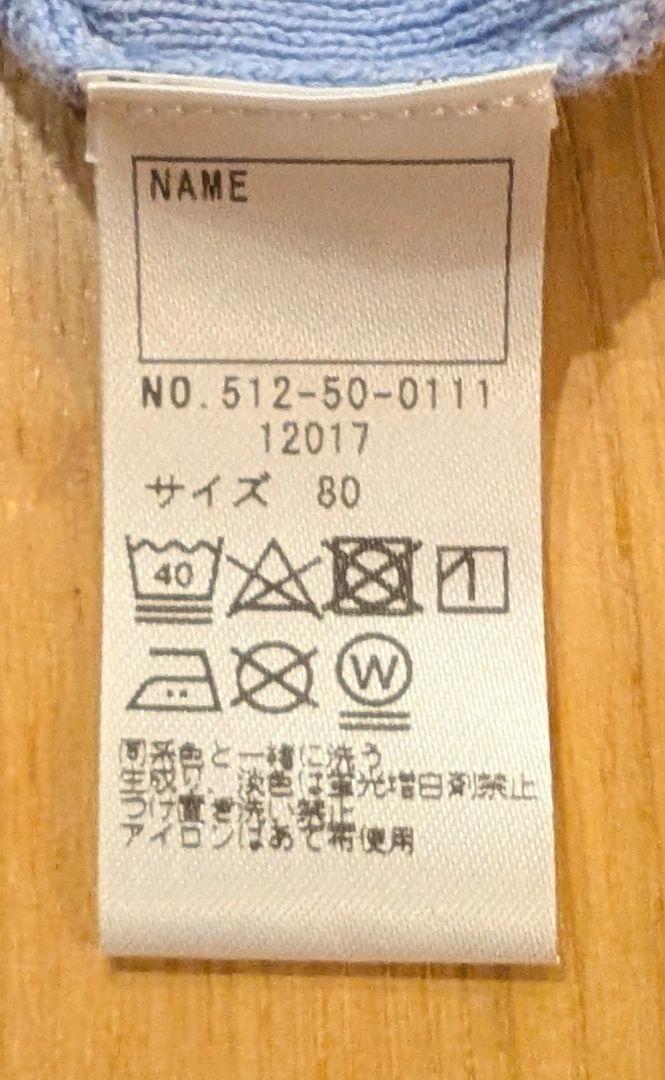 NAME
NO.512-50-0111
12017
サイズ 80
40
W
同系色と一緒に洗う
生成り、淡色は蛍光増白剤禁止
つけ置き洗い禁止
アイロンはあて布使用